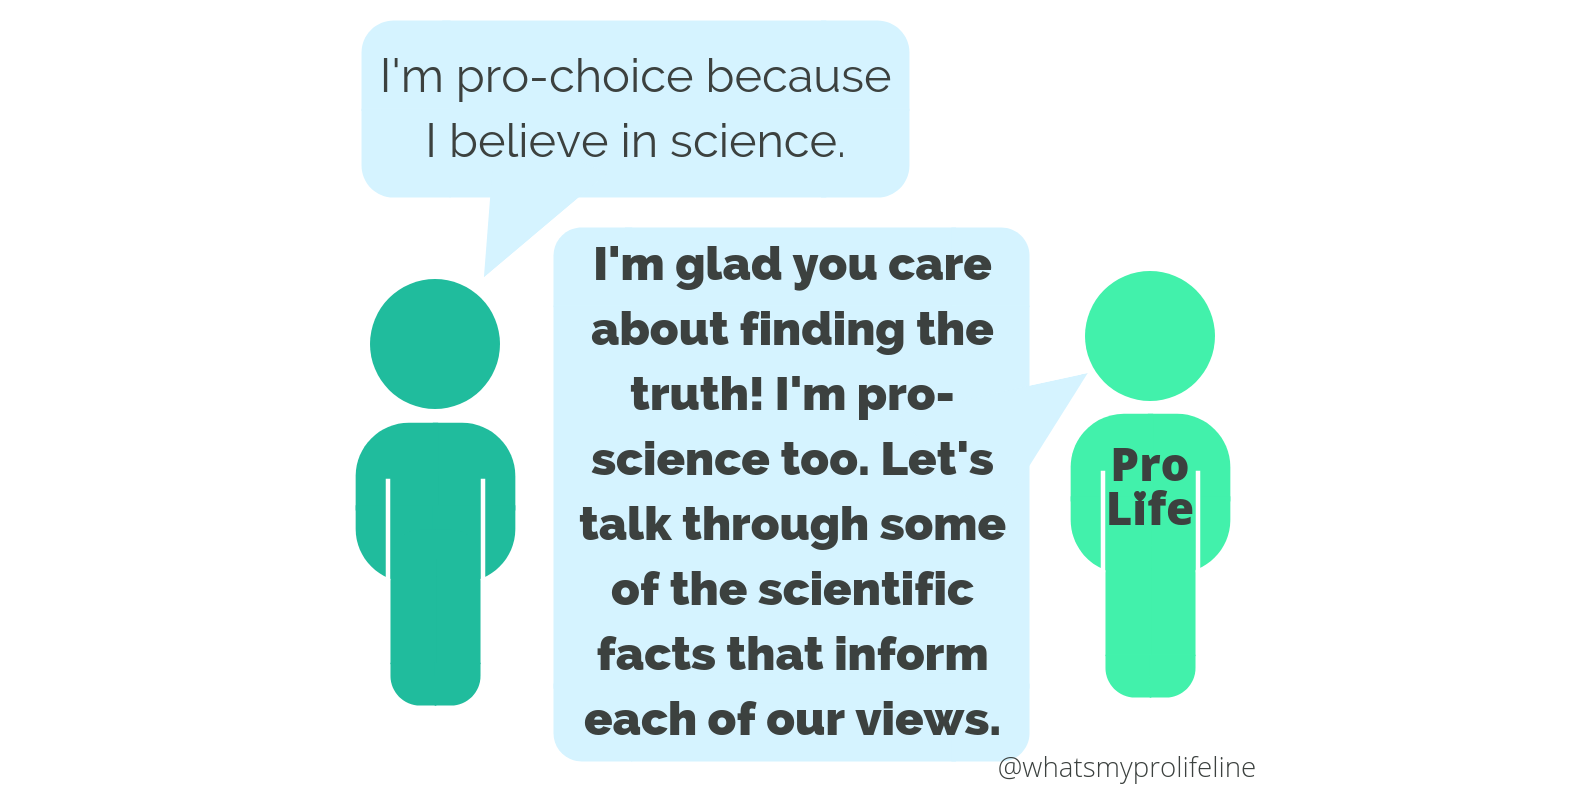 I'm pro-choice because
I believe in science.
I'm glad you care
about finding the
truth! I'm pro-
science too. Let's
talk through some
of the scientific
facts that inform
each of our views.
Pro
Life
@whatsmyprolifeline